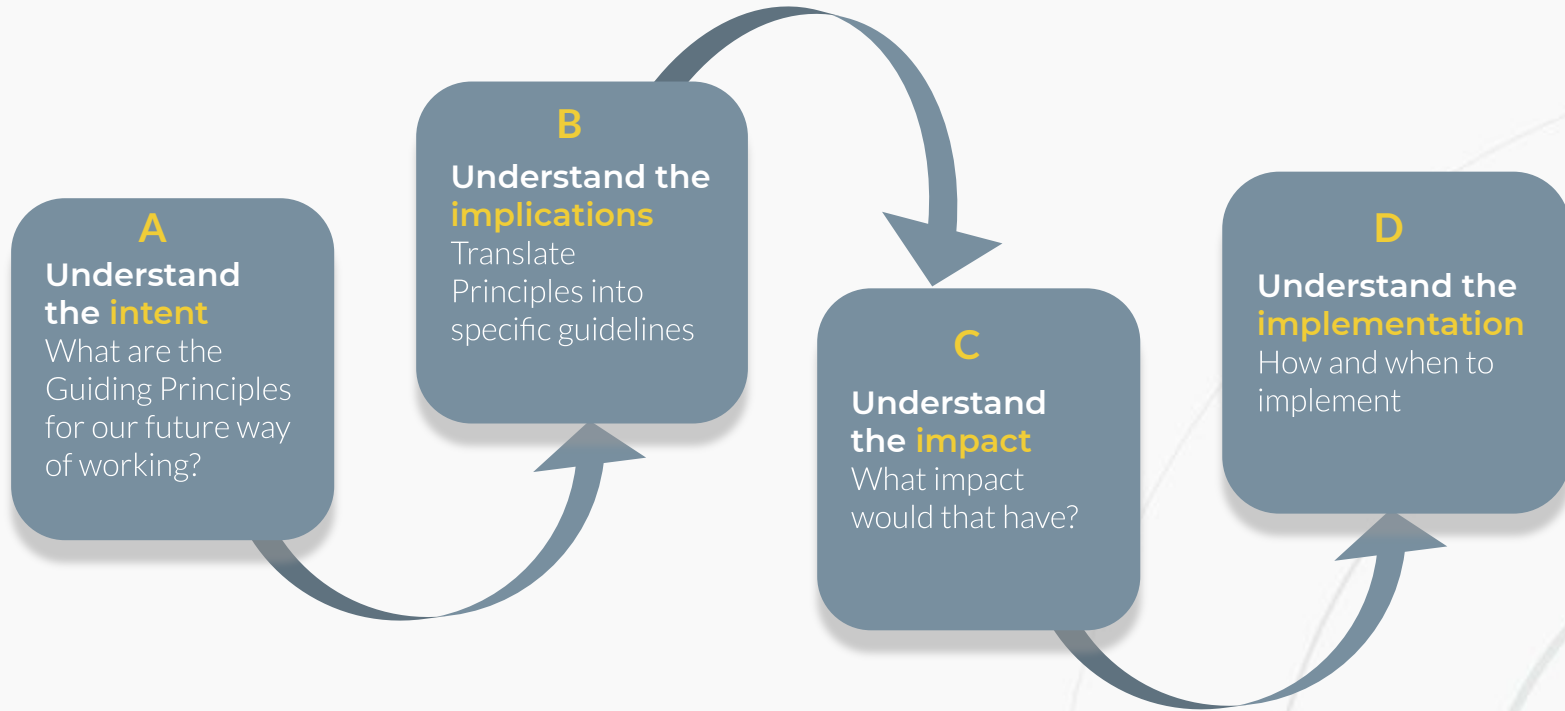 A
Understand
the intent
What are the
Guiding Principles
for our future way
of working?
B
Understand the
implications
Translate
Principles into
specific guidelines
C
Understand
the impact
What impact
would that have?
D
Understand the
implementation
How and when to
implement